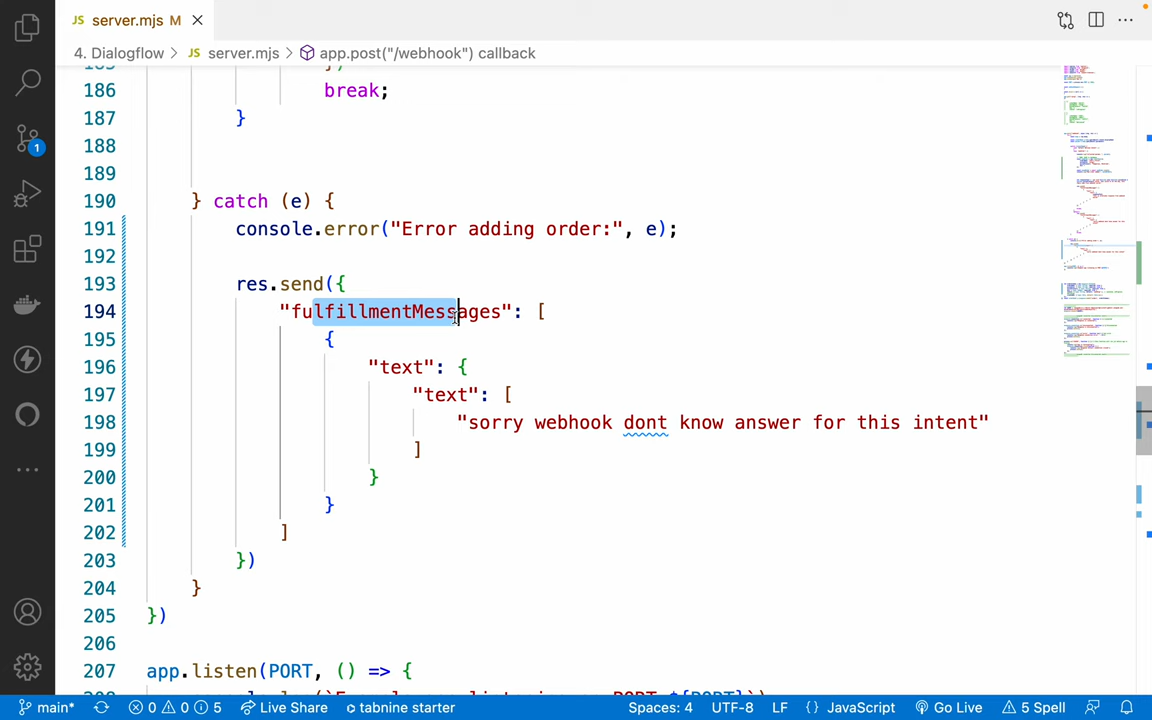 JS server.mjs M
4. Dialogflow > JS server.mjs > app.post("/webhook") callback
186 break;
187 }
188
189
190 } catch (e) {
191 console.error("Error adding order:", e);
192
193 res.send({
194 "fulfillmentMessages": [
195 {
196 "text": {
197 "text": [
198 "sorry webhook dont know answer for this intent"
199 ]
200 }
201 }
202 ]
203 })
204 }
205 })
206
207 app.listen(PORT, () => {
1
main* 0 0 5 Live Share tabnine starter Spaces: 4 UTF-8 LF {} JavaScript Go Live 5 Spell